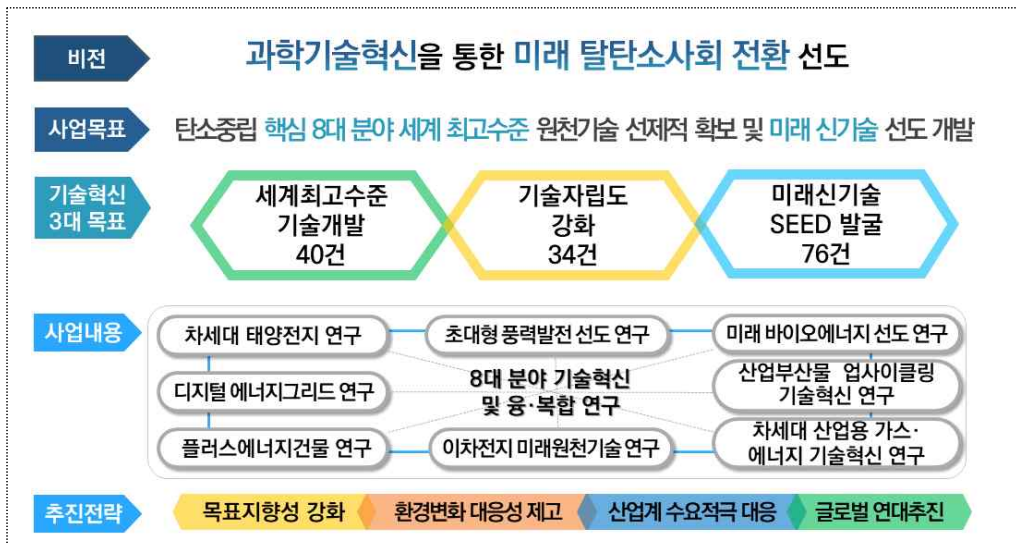 비전
과학기술혁신을 통한 미래 탈탄소사회 전환 선도
사업목표
탄소중립 핵심 8대 분야 세계 최고수준 원천기술 선제적 확보 및 미래 신기술 선도 개발
기술혁신
3대 목표
세계최고수준
기술개발
40건
기술자립도
강화
34건
미래신기술
SEED 발굴
76건
사업내용
차세대 태양전지 연구
초대형 풍력발전 선도 연구
미래 바이오에너지 선도 연구
디지털 에너지그리드 연구
8대 분야 기술혁신
및 융·복합 연구
산업부산물 업사이클링
기술혁신 연구
플러스에너지건물 연구
이차전지 미래원천기술 연구
차세대 산업용 가스·
에너지 기술혁신 연구
추진전략
목표지향성 강화
환경변화 대응성 제고
산업계 수요적극 대응
글로벌 연대추진